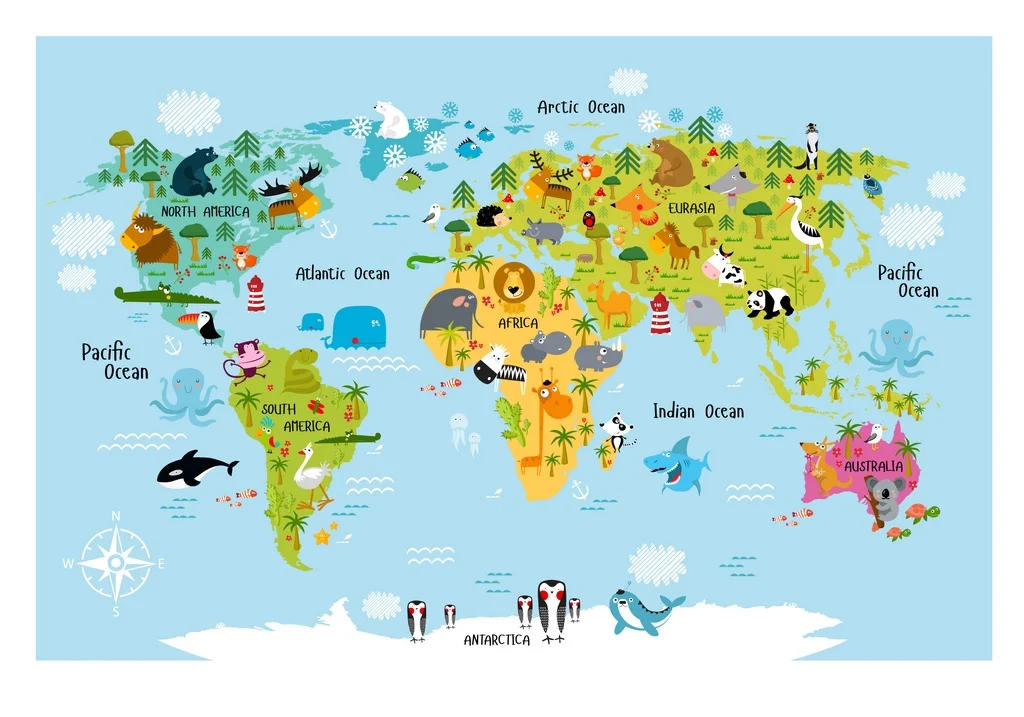 Arctic Ocean
NORTH AMERICA
EURASIA
Atlantic Ocean
Pacific
Ocean
AFRICA
Pacific
Ocean
SOUTH
AMERICA
Indian Ocean
AUSTRALIA
N
W
E
S
ANTARCTICA